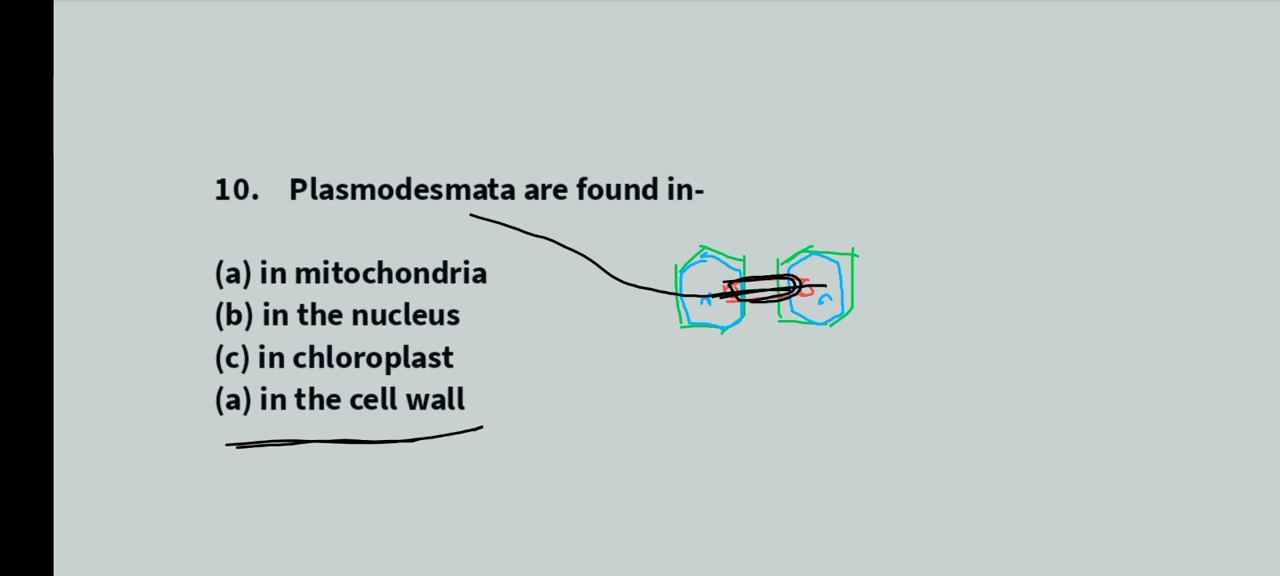 10. Plasmodesmata are found in-
(a) in mitochondria
(b) in the nucleus
(c) in chloroplast
(a) in the cell wall